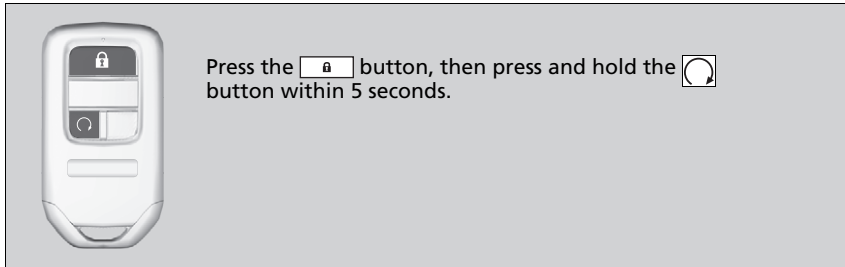 Press the button, then press and hold the
button within 5 seconds.